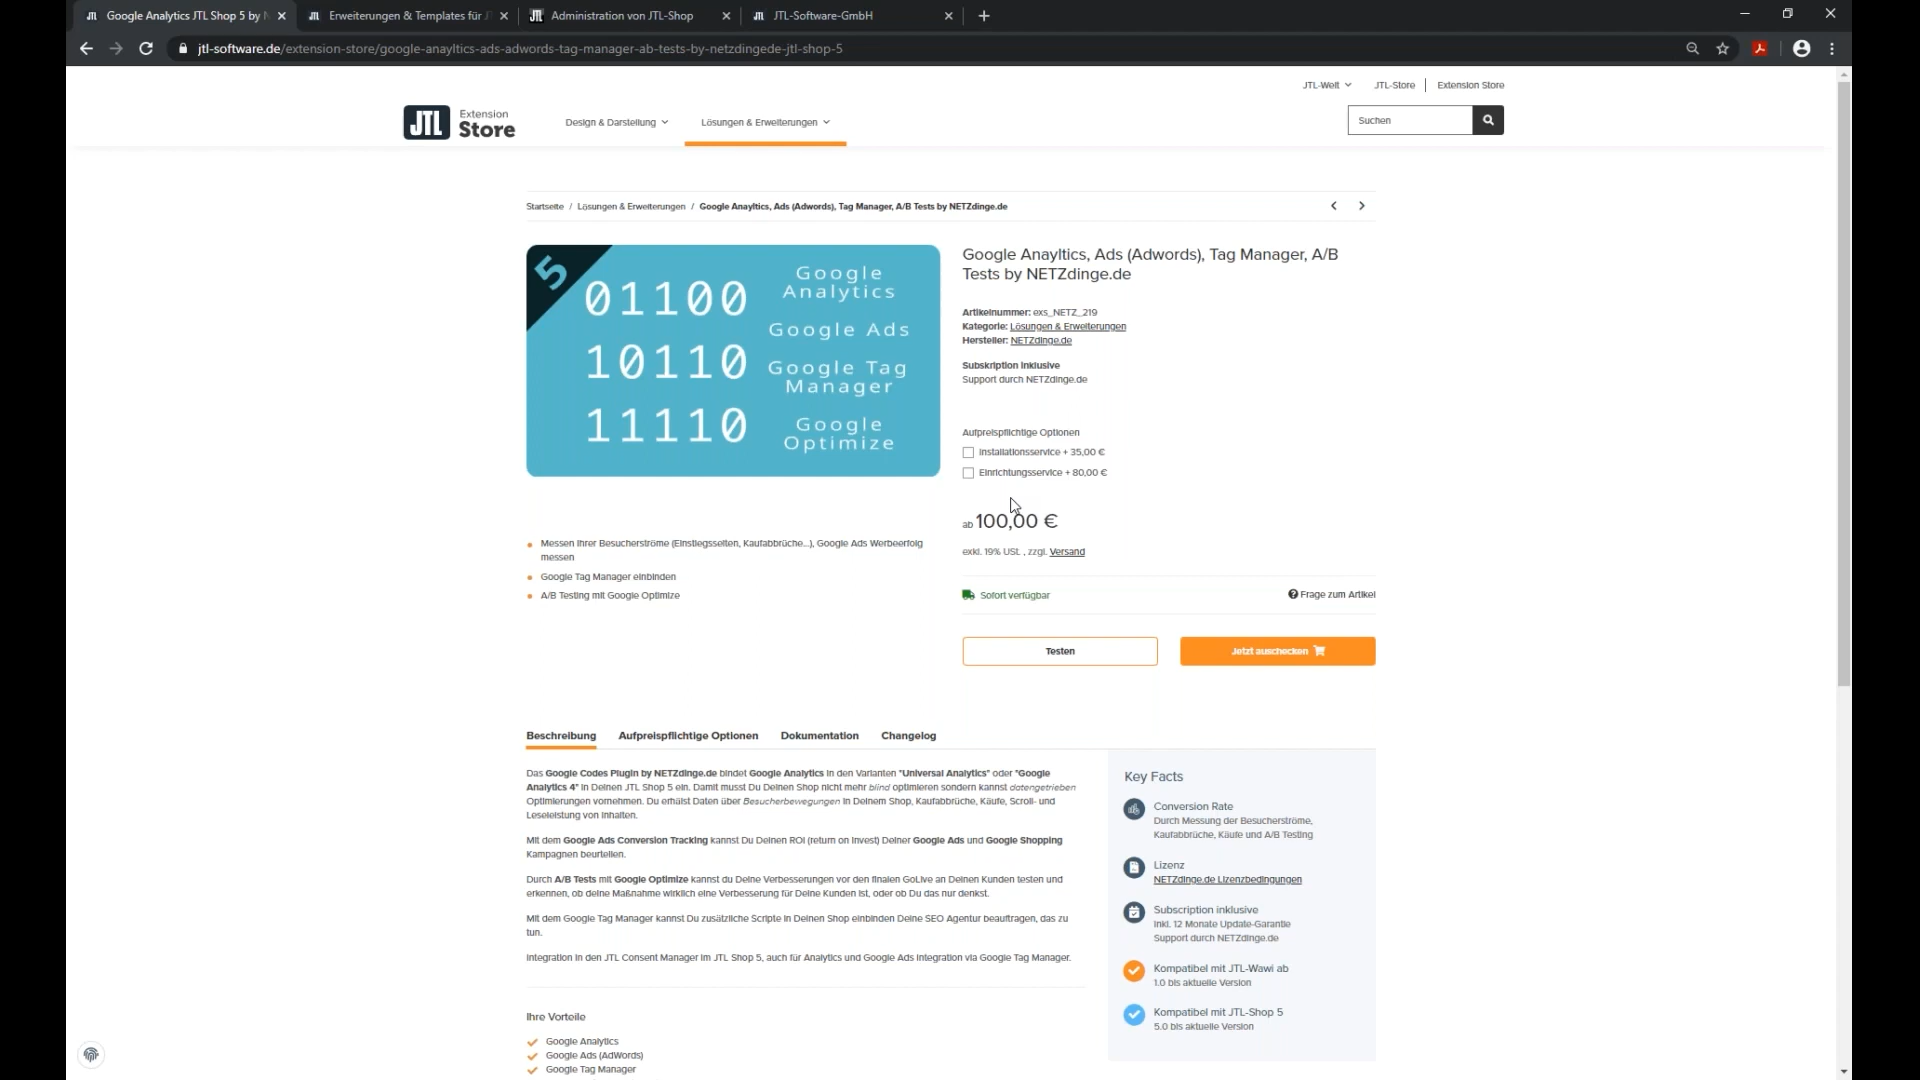 Google Analytics JTL Shop 5 by N
Erweiterungen & Templates für JT
Administration von JTL-Shop
JTL-Software-GmbH
jtl-software.de/extension-store/google-anayltics-ads-adwords-tag-manager-ab-tests-by-netzdingede-jtl-shop-5
JTL-Welt
JTL-Store
Extension Store
JTL Extension Store
Design & Darstellung
Lösungen & Erweiterungen
Suchen
Startseite / Lösungen & Erweiterungen / Google Anayltics, Ads (Adwords), Tag Manager, A/B Tests by NETZdinge.de
5
01100
10110
11110
Google
Analytics
Google Ads
Google Tag
Manager
Google
Optimize
Google Anayltics, Ads (Adwords), Tag Manager, A/B
Tests by NETZdinge.de
Artikelnummer: exs_NETZ_219
Kategorie: Lösungen & Erweiterungen
Hersteller: NETZdinge.de
Subskription inklusive
Support durch NETZdinge.de
Aufpreispflichtige Optionen
Installationsservice + 35,00 €
Einrichtungsservice + 80,00 €
ab 100,00 €
exkl. 19% USt. , zzgl. Versand
Sofort verfügbar
Frage zum Artikel
Testen
Jetzt auschecken
Messen Ihrer Besucherströme (Einstiegsseiten, Kaufabbrüche...), Google Ads Werbeerfolg
messen
Google Tag Manager einbinden
A/B Testing mit Google Optimize
Beschreibung
Aufpreispflichtige Optionen
Dokumentation
Changelog
Das Google Codes Plugin by NETZdinge.de bindet Google Analytics in den Varianten "Universal Analytics" oder "Google
Analytics 4" in Deinen JTL Shop 5 ein. Damit musst Du Deinen Shop nicht mehr blind optimieren sondern kannst datengetrieben
Optimierungen vornehmen. Du erhälst Daten über Besucherbewegungen in Deinem Shop, Kaufabbrüche, Käufe, Scroll- und
Leseleistung von Inhalten.
Mit dem Google Ads Conversion Tracking kannst Du Deinen ROI (return on invest) Deiner Google Ads und Google Shopping
Kampagnen beurteilen.
Durch A/B Tests mit Google Optimize kannst du Deine Verbesserungen vor den finalen GoLive an Deinen Kunden testen und
erkennen, ob deine Maßnahme wirklich eine Verbesserung für Deine Kunden ist, oder ob Du das nur denkst.
Mit dem Google Tag Manager kannst Du zusätzliche Scripte in Deinen Shop einbinden Deine SEO Agentur beauftragen, das zu
tun.
Integration in den JTL Consent Manager im JTL Shop 5, auch für Analytics und Google Ads Integration via Google Tag Manager.
Ihre Vorteile
Google Analytics
Google Ads (AdWords)
Google Tag Manager
Key Facts
Conversion Rate
Durch Messung der Besucherströme,
Kaufabbrüche, Käufe und A/B Testing
Lizenz
NETZdinge.de Lizenzbedingungen
Subscription inklusive
Inkl. 12 Monate Update-Garantie
Support durch NETZdinge.de
Kompatibel mit JTL-Wawi ab
1.0 bis aktuelle Version
Kompatibel mit JTL-Shop 5
5.0 bis aktuelle Version